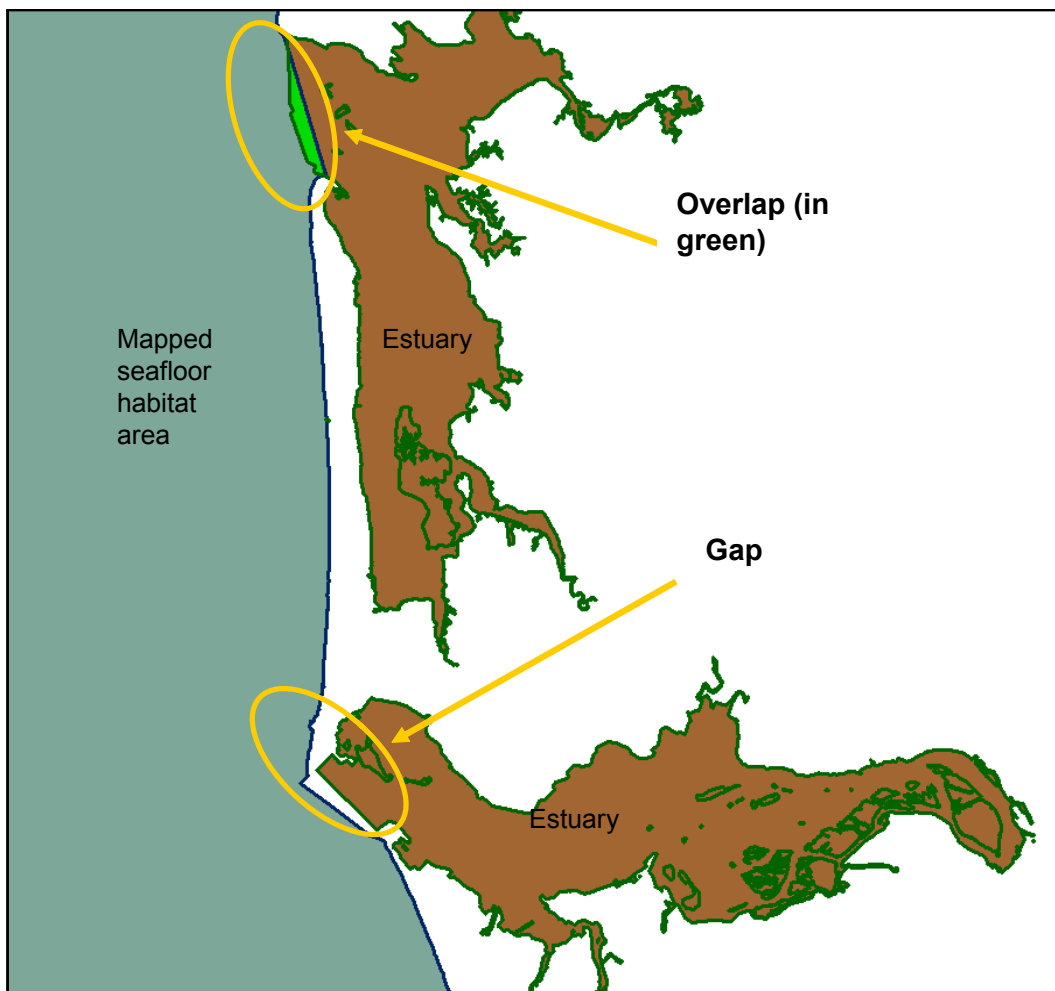 Overlap (in
green)
Mapped
seafloor
habitat
area
Estuary
Gap
Estuary